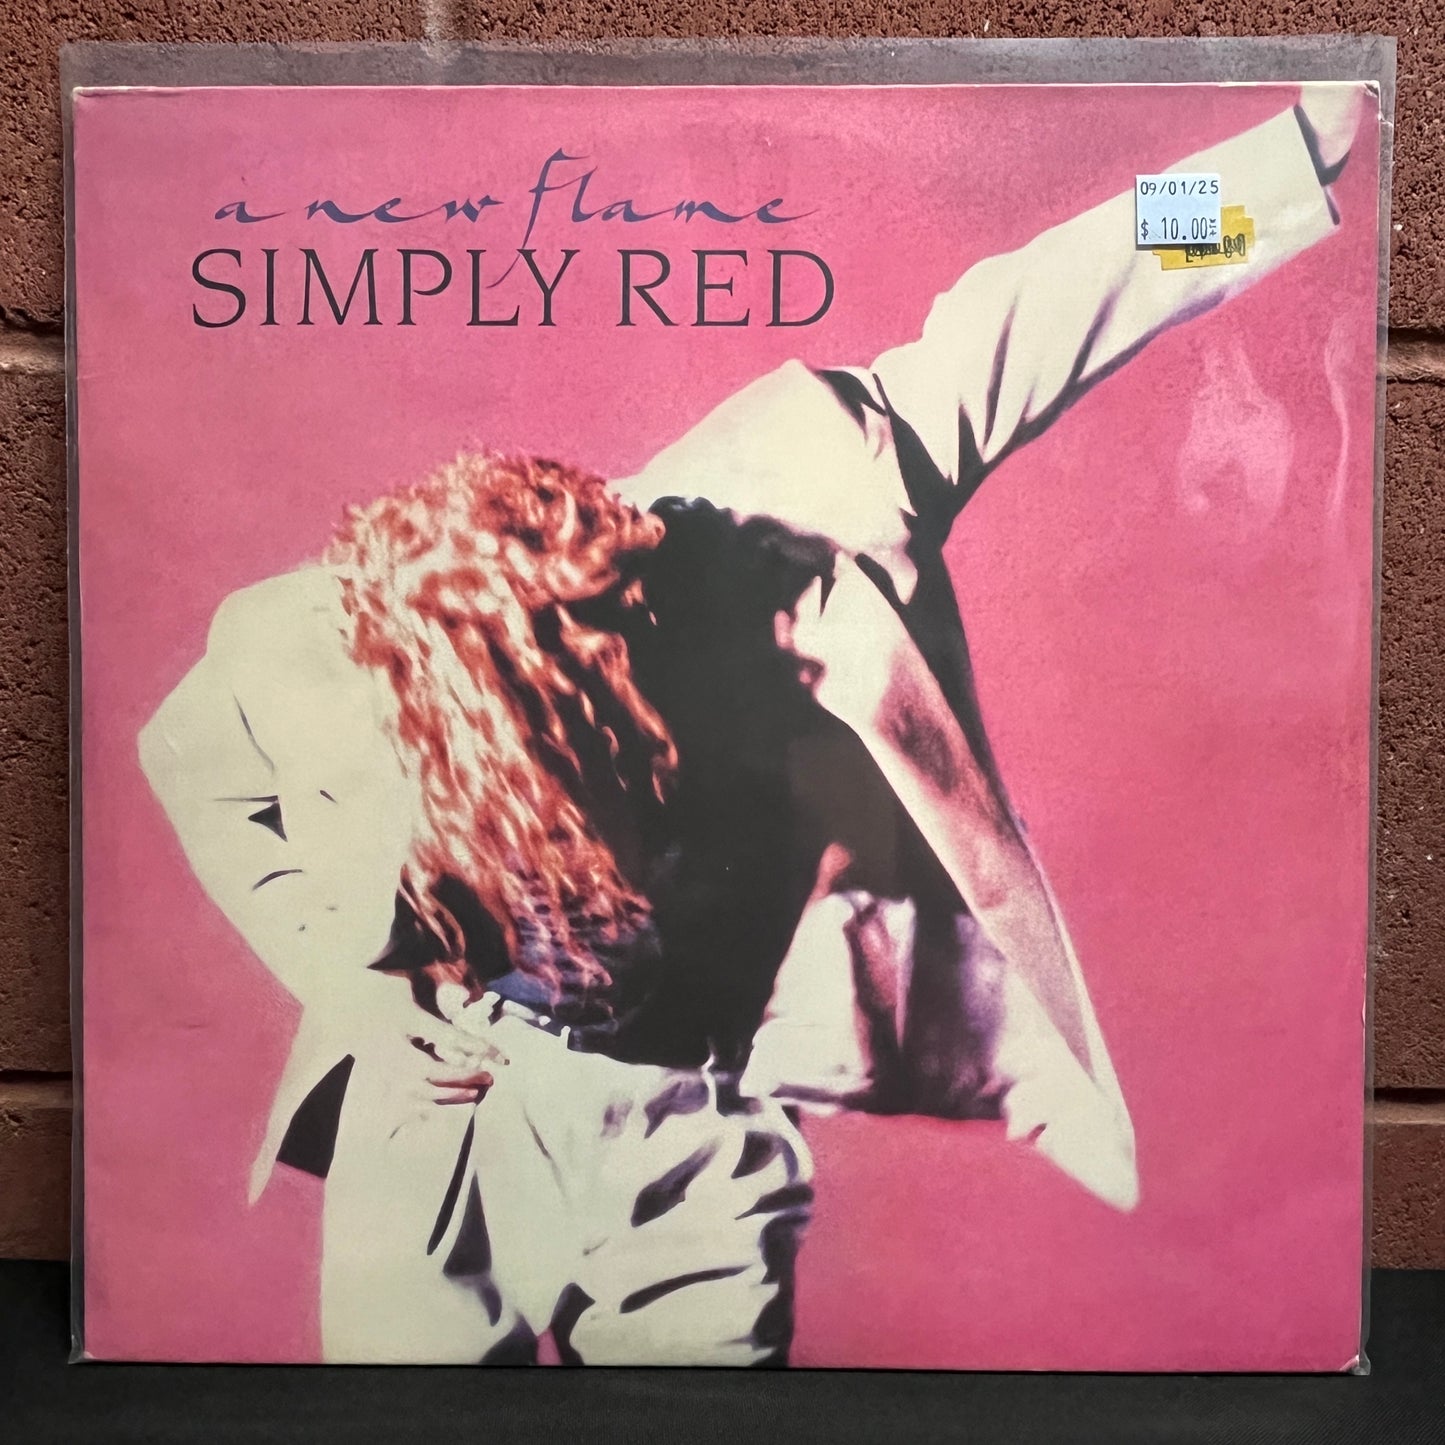 a new flame
SIMPLY RED
09/01/25
$ 10.00